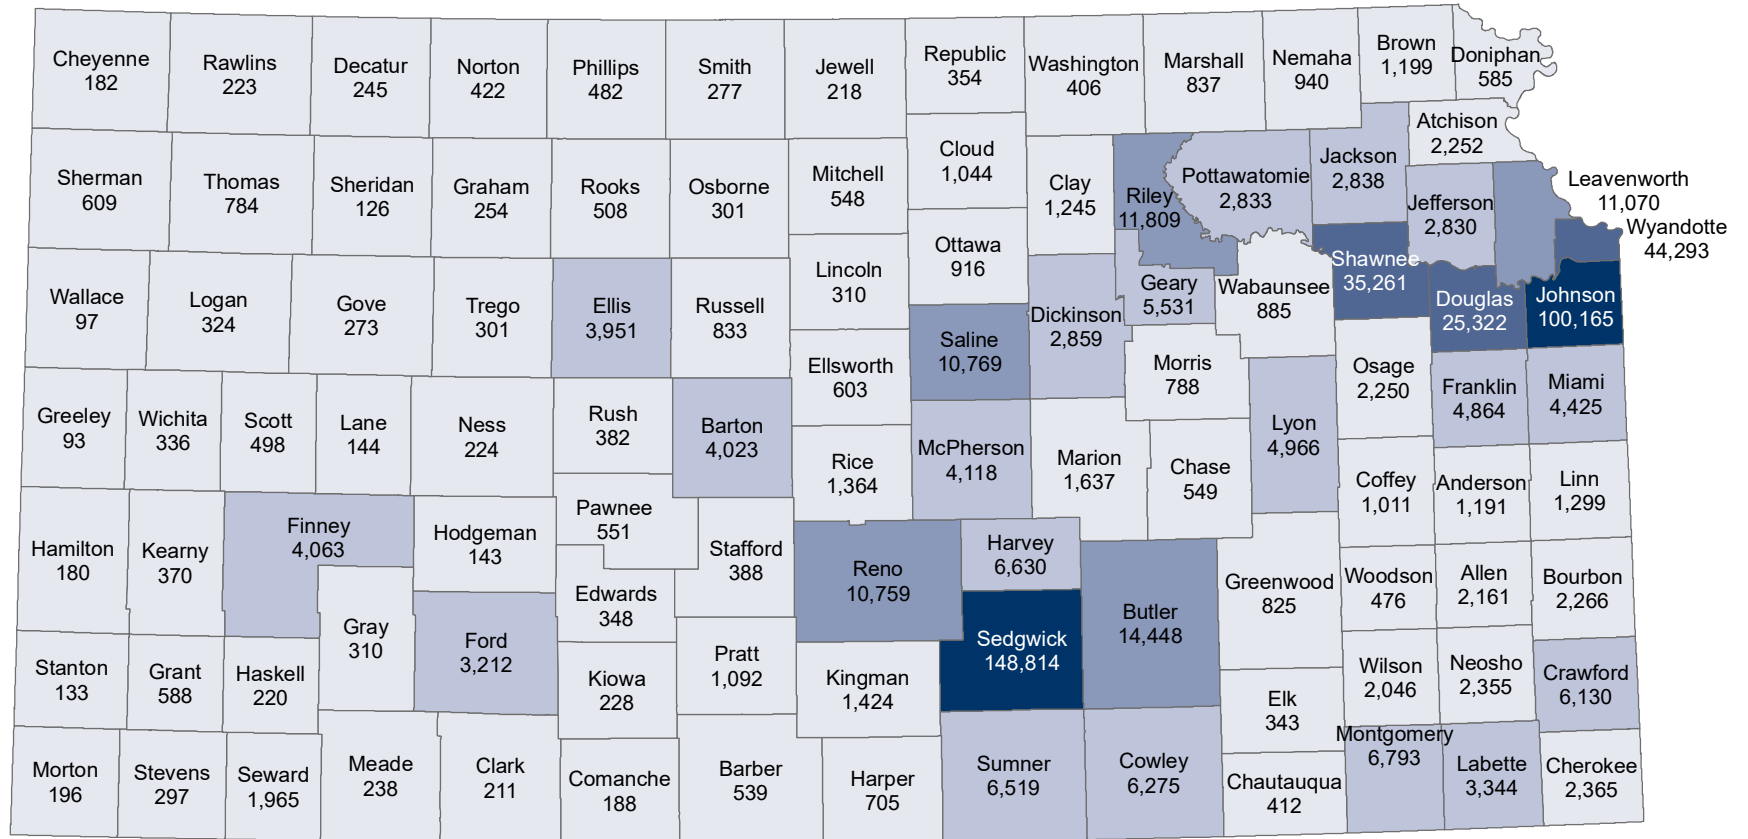 Cheyenne
182
Rawlins
223
Decatur
245
Norton
422
Phillips
482
Smith
277
Jewell
218
Republic
354
Washington
406
Marshall
837
Nemaha
940
Brown
1,199
Doniphan
585
Sherman
609
Thomas
784
Sheridan
126
Graham
254
Rooks
508
Osborne
301
Mitchell
548
Cloud
1,044
Clay
1,245
Riley
11,809
Pottawatomie
2,833
Jackson
2,838
Atchison
2,252
Jefferson
2,830
Leavenworth
11,070
Wyandotte
44,293
Wallace
97
Logan
324
Gove
273
Trego
301
Ellis
3,951
Russell
833
Lincoln
310
Ottawa
916
Saline
10,769
Dickinson
2,859
Geary
5,531
Wabaunsee
885
Shawnee
35,261
Douglas
25,322
Johnson
100,165
Ellsworth
603
Morris
788
Osage
2,250
Franklin
4,864
Miami
4,425
Greeley
93
Wichita
336
Scott
498
Lane
144
Ness
224
Rush
382
Barton
4,023
Rice
1,364
McPherson
4,118
Marion
1,637
Chase
549
Lyon
4,966
Coffey
1,011
Anderson
1,191
Linn
1,299
Hamilton
180
Kearny
370
Finney
4,063
Hodgeman
143
Pawnee
551
Stafford
388
Edwards
348
Reno
10,759
Harvey
6,630
Sedgwick
148,814
Butler
14,448
Greenwood
825
Woodson
476
Allen
2,161
Bourbon
2,266
Stanton
133
Grant
588
Haskell
220
Gray
310
Ford
3,212
Kiowa
228
Pratt
1,092
Kingman
1,424
Elk
343
Wilson
2,046
Neosho
2,355
Crawford
6,130
Morton
196
Stevens
297
Seward
1,965
Meade
238
Clark
211
Comanche
188
Barber
539
Harper
705
Sumner
6,519
Cowley
6,275
Chautauqua
412
Montgomery
6,793
Labette
3,344
Cherokee
2,365